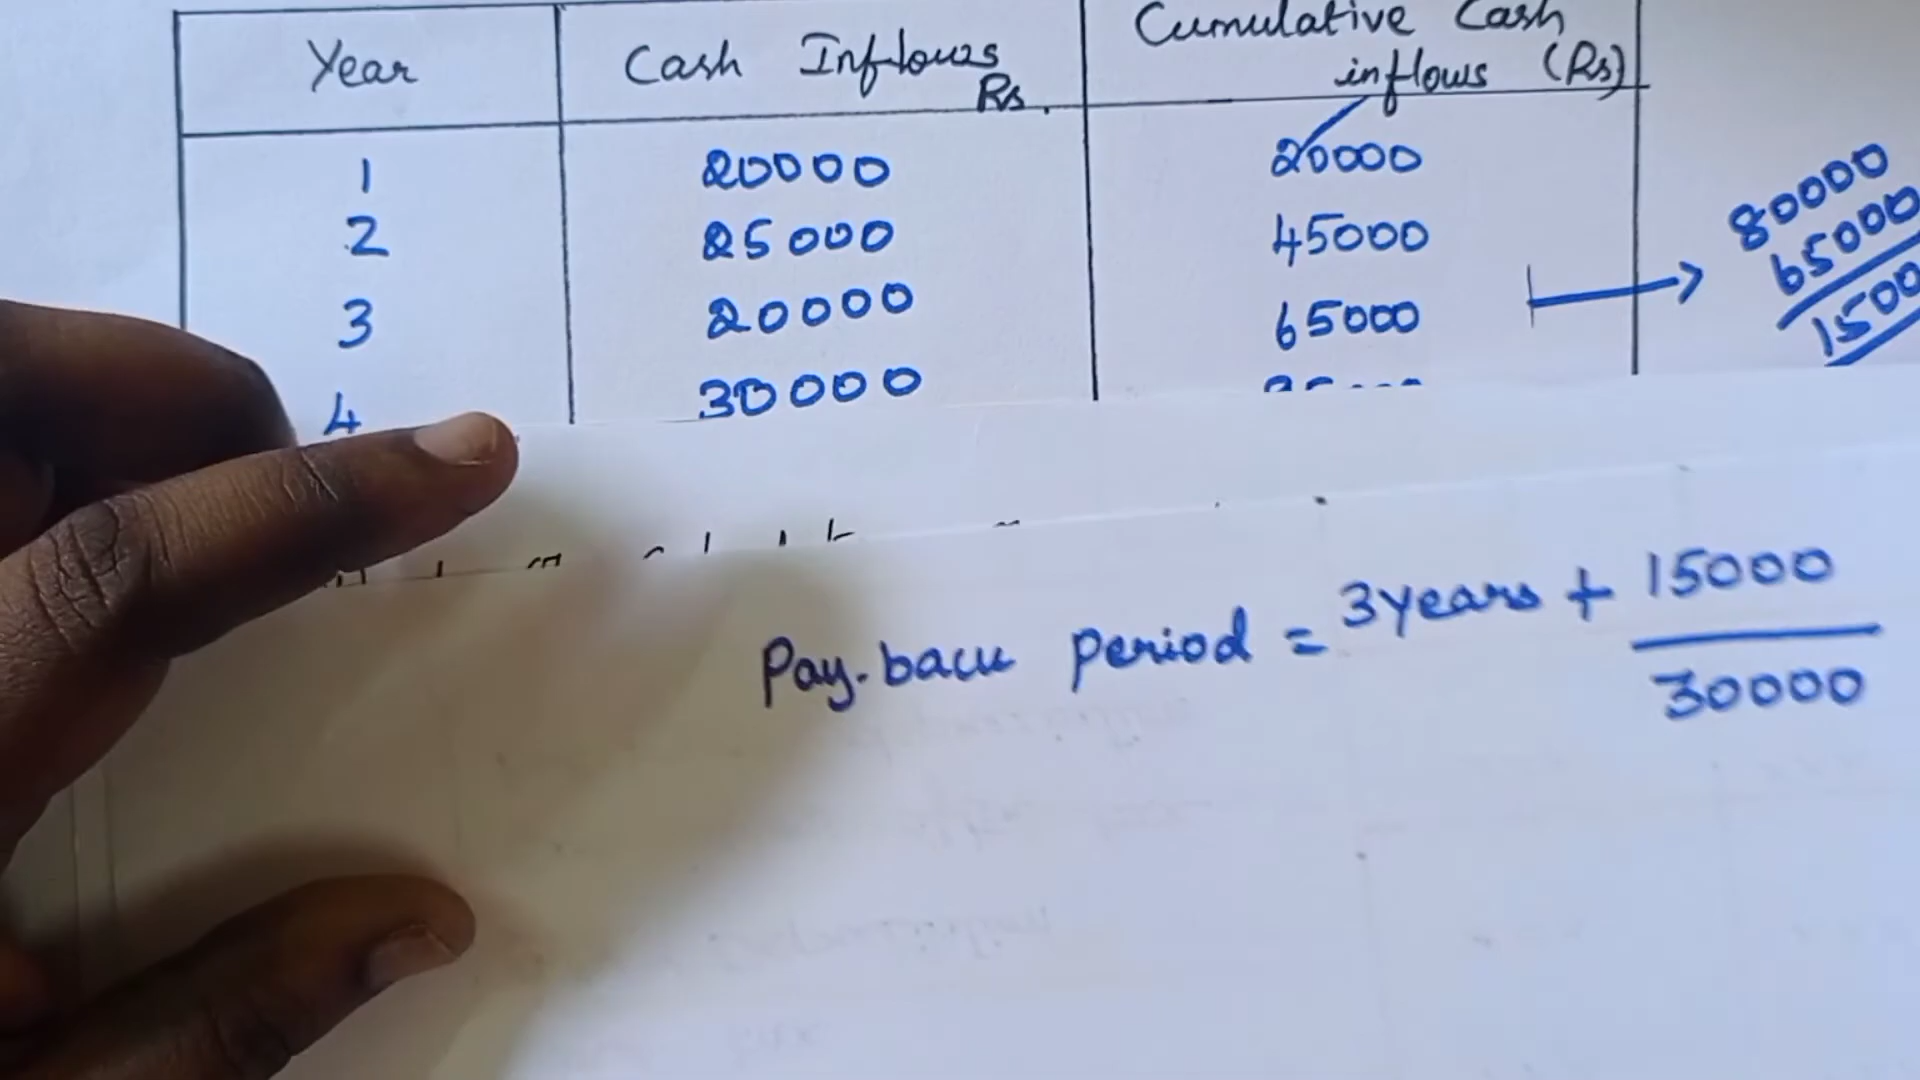 Year Cash Inflows Rs. Cumulative Cash inflows (Rs)
1 20000 20000
2 25000 45000
3 20000 65000
4 30000
80000
65000
1500
Pay-back period = 3years + 15000
30000